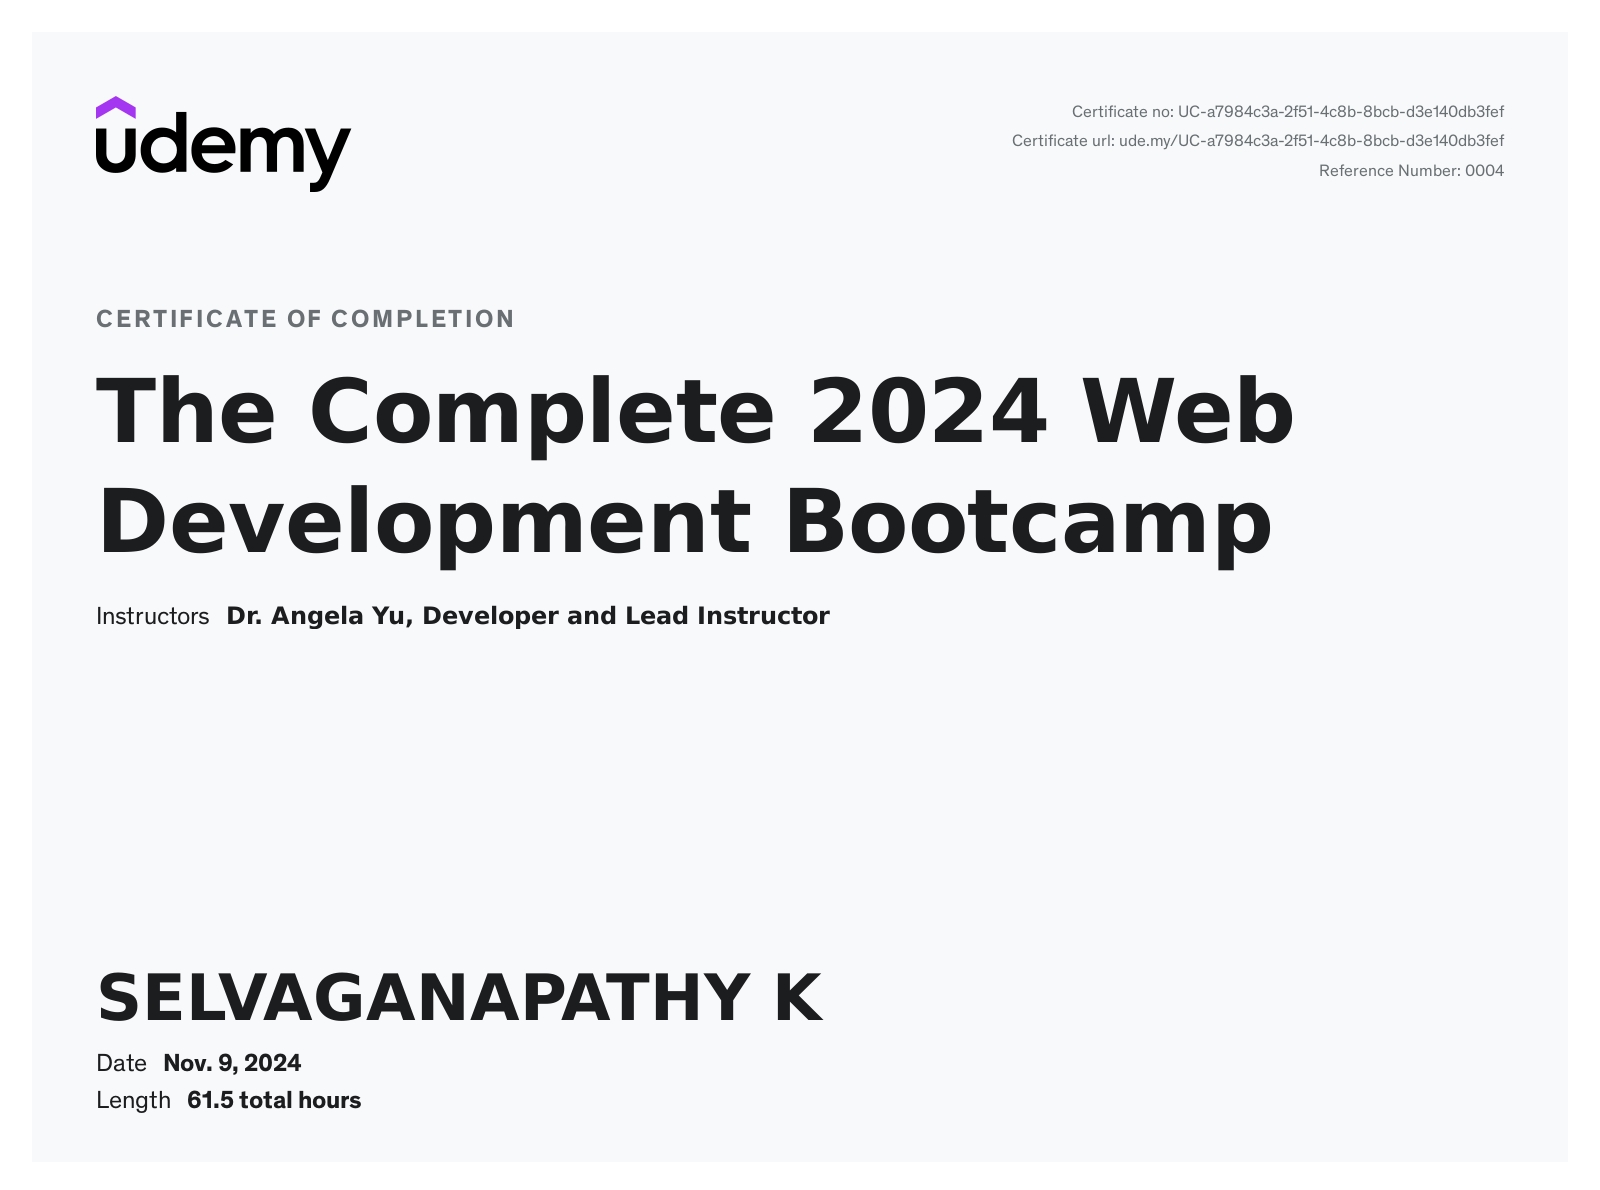 udemy
Certificate no: UC-a7984c3a-2f51-4c8b-8bcb-d3e140db3fef
Certificate url: ude.my/UC-a7984c3a-2f51-4c8b-8bcb-d3e140db3fef
Reference Number: 0004
CERTIFICATE OF COMPLETION
The Complete 2024 Web
Development Bootcamp
Instructors Dr. Angela Yu, Developer and Lead Instructor
SELVAGANAPATHY K
Date Nov. 9, 2024
Length 61.5 total hours